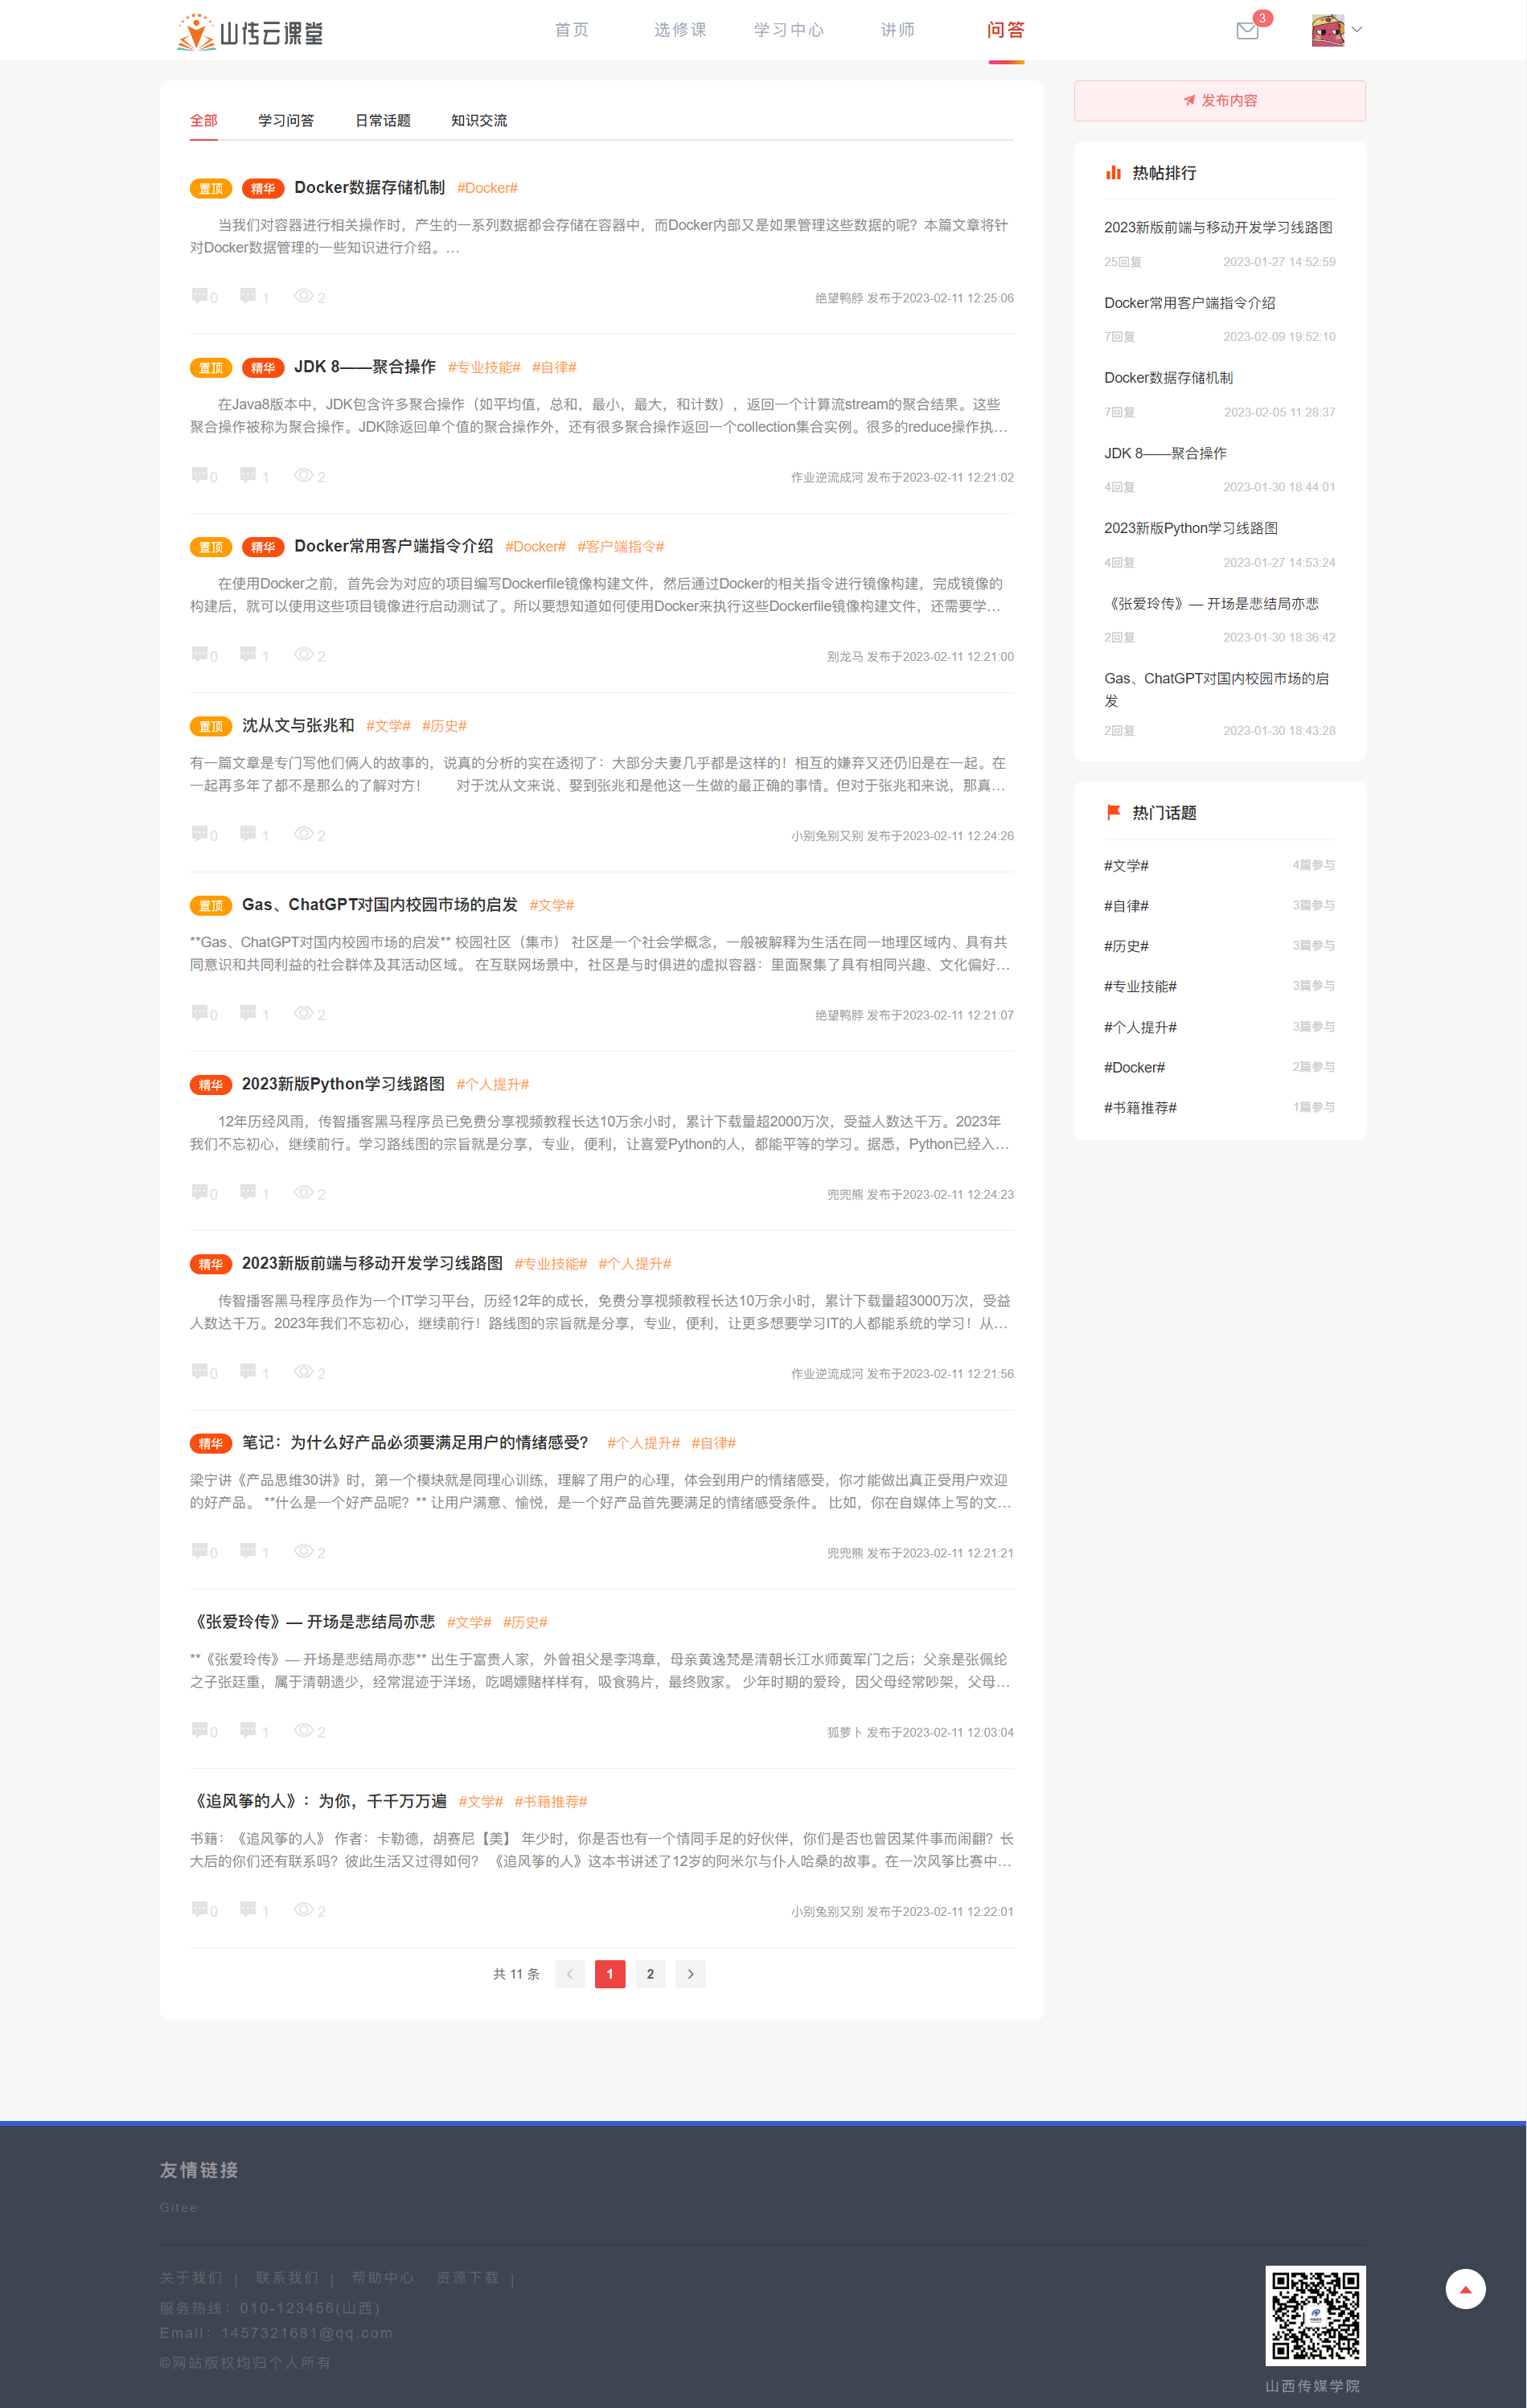 山传云课堂
首页 选修课 学习中心 讲师 问答 3
全部 学习问答 日常话题 知识交流
置顶 精华 Docker数据存储机制 #Docker#
当我们对容器进行相关操作时，产生的一系列数据都会存储在容器中，而Docker内部又是如果管理这些数据的呢？本篇文章将针
对Docker数据管理的一些知识进行介绍。…
0 1 2 绝望鸭脖 发布于2023-02-11 12:25:06
置顶 精华 JDK 8——聚合操作 #专业技能# #自律#
在Java8版本中，JDK包含许多聚合操作（如平均值，总和，最小，最大，和计数），返回一个计算流stream的聚合结果。这些
聚合操作被称为聚合操作。JDK除返回单个值的聚合操作外，还有很多聚合操作返回一个collection集合实例。很多的reduce操作执…
0 1 2 作业逆流成河 发布于2023-02-11 12:21:02
置顶 精华 Docker常用客户端指令介绍 #Docker# #客户端指令#
在使用Docker之前，首先会为对应的项目编写Dockerfile镜像构建文件，然后通过Docker的相关指令进行镜像构建，完成镜像的
构建后，就可以使用这些项目镜像进行启动测试了。所以要想知道如何使用Docker来执行这些Dockerfile镜像构建文件，还需要学…
0 1 2 别龙马 发布于2023-02-11 12:21:00
置顶 沈从文与张兆和 #文学# #历史#
有一篇文章是专门写他们俩人的故事的，说真的分析的实在透彻了：大部分夫妻几乎都是这样的！相互的嫌弃又还仍旧是在一起。在
一起再多年了都不是那么的了解对方！ 对于沈从文来说、娶到张兆和是他这一生做的最正确的事情。但对于张兆和来说，那真…
0 1 2 小别兔别又别 发布于2023-02-11 12:24:26
置顶 Gas、ChatGPT对国内校园市场的启发 #文学#
**Gas、ChatGPT对国内校园市场的启发** 校园社区（集市） 社区是一个社会学概念，一般被解释为生活在同一地理区域内、具有共
同意识和共同利益的社会群体及其活动区域。 在互联网场景中，社区是与时俱进的虚拟容器：里面聚集了具有相同兴趣、文化偏好…
0 1 2 绝望鸭脖 发布于2023-02-11 12:21:07
精华 2023新版Python学习线路图 #个人提升#
12年历经风雨，传智播客黑马程序员已免费分享视频教程长达10万余小时，累计下载量超2000万次，受益人数达千万。2023年
我们不忘初心，继续前行。学习路线图的宗旨就是分享，专业，便利，让喜爱Python的人，都能平等的学习。据悉，Python已经入…
0 1 2 兜兜熊 发布于2023-02-11 12:24:23
精华 2023新版前端与移动开发学习线路图 #专业技能# #个人提升#
传智播客黑马程序员作为一个IT学习平台，历经12年的成长，免费分享视频教程长达10万余小时，累计下载量超3000万次，受益
人数达千万。2023年我们不忘初心，继续前行！路线图的宗旨就是分享，专业，便利，让更多想要学习IT的人都能系统的学习！从…
0 1 2 作业逆流成河 发布于2023-02-11 12:21:56
精华 笔记：为什么好产品必须要满足用户的情绪感受？ #个人提升# #自律#
梁宁讲《产品思维30讲》时，第一个模块就是同理心训练，理解了用户的心理，体会到用户的情绪感受，你才能做出真正受用户欢迎
的好产品。 **什么是一个好产品呢？** 让用户满意、愉悦，是一个好产品首先要满足的情绪感受条件。 比如，你在自媒体上写的文…
0 1 2 兜兜熊 发布于2023-02-11 12:21:21
《张爱玲传》— 开场是悲结局亦悲 #文学# #历史#
**《张爱玲传》— 开场是悲结局亦悲** 出生于富贵人家，外曾祖父是李鸿章，母亲黄逸梵是清朝长江水师黄军门之后；父亲是张佩纶
之子张廷重，属于清朝遗少，经常混迹于洋场，吃喝嫖赌样样有，吸食鸦片，最终败家。 少年时期的爱玲，因父母经常吵架，父母…
0 1 2 狐萝卜 发布于2023-02-11 12:03:04
《追风筝的人》：为你，千千万万遍 #文学# #书籍推荐#
书籍：《追风筝的人》 作者：卡勒德，胡赛尼【美】 年少时，你是否也有一个情同手足的好伙伴，你们是否也曾因某件事而闹翻？长
大后的你们还有联系吗？彼此生活又过得如何？ 《追风筝的人》这本书讲述了12岁的阿米尔与仆人哈桑的故事。在一次风筝比赛中…
0 1 2 小别兔别又别 发布于2023-02-11 12:22:01
共 11 条 1 2
发布内容
热帖排行
2023新版前端与移动开发学习线路图
25回复 2023-01-27 14:52:59
Docker常用客户端指令介绍
7回复 2023-02-09 19:52:10
Docker数据存储机制
7回复 2023-02-05 11:28:37
JDK 8——聚合操作
4回复 2023-01-30 18:44:01
2023新版Python学习线路图
4回复 2023-01-27 14:53:24
《张爱玲传》— 开场是悲结局亦悲
2回复 2023-01-30 18:36:42
Gas、ChatGPT对国内校园市场的启
发
2回复 2023-01-30 18:43:28
热门话题
#文学# 4篇参与
#自律# 3篇参与
#历史# 3篇参与
#专业技能# 3篇参与
#个人提升# 3篇参与
#Docker# 2篇参与
#书籍推荐# 1篇参与
友情链接
Gitee
关于我们 | 联系我们 | 帮助中心 资源下载 |
服务热线：010-123456(山西)
Email：1457321681@qq.com
©网站版权均归个人所有
山西传媒学院